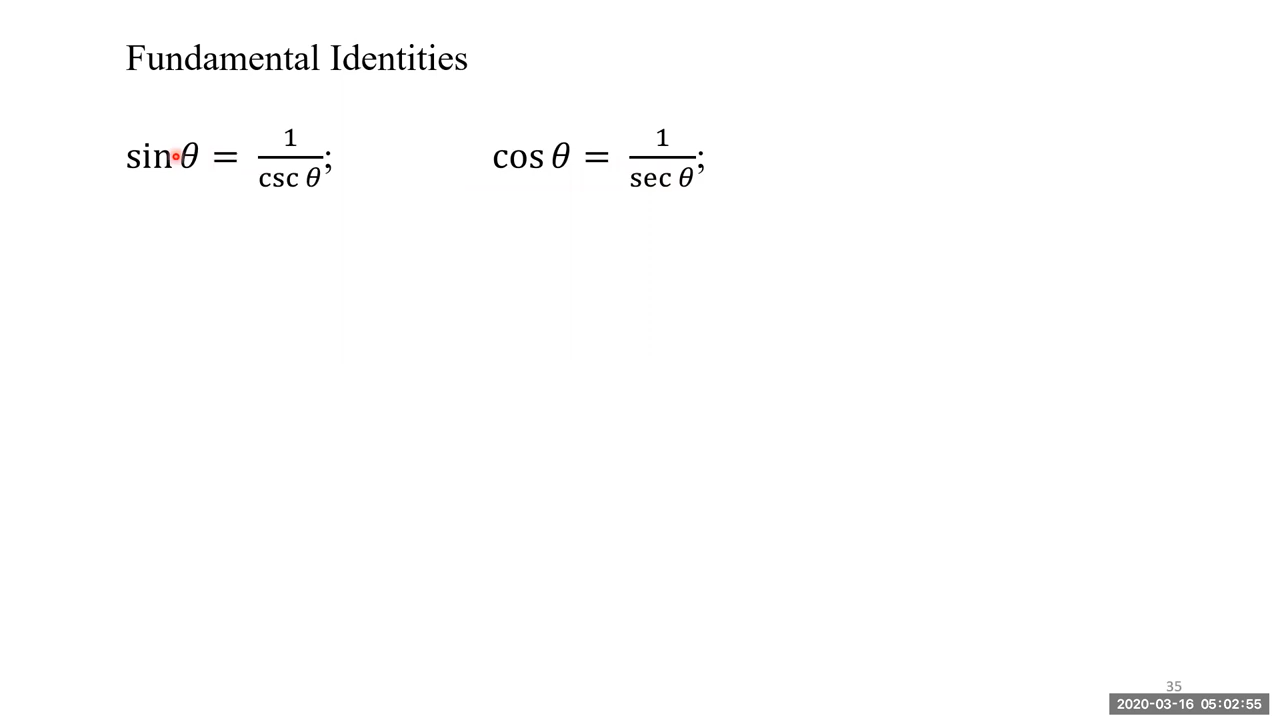 Fundamental Identities
sin θ = 1/csc θ; cos θ = 1/sec θ;
35
2020-03-16 05:02:55